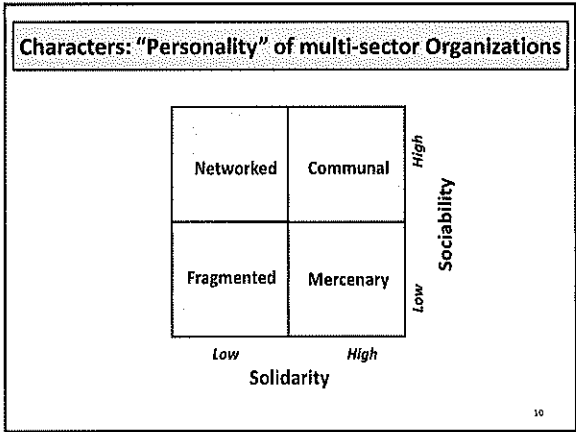 Characters: "Personality" of multi-sector Organizations
Networked
Communal
High
Fragmented
Mercenary
Low
Sociability
Low
High
Solidarity
10